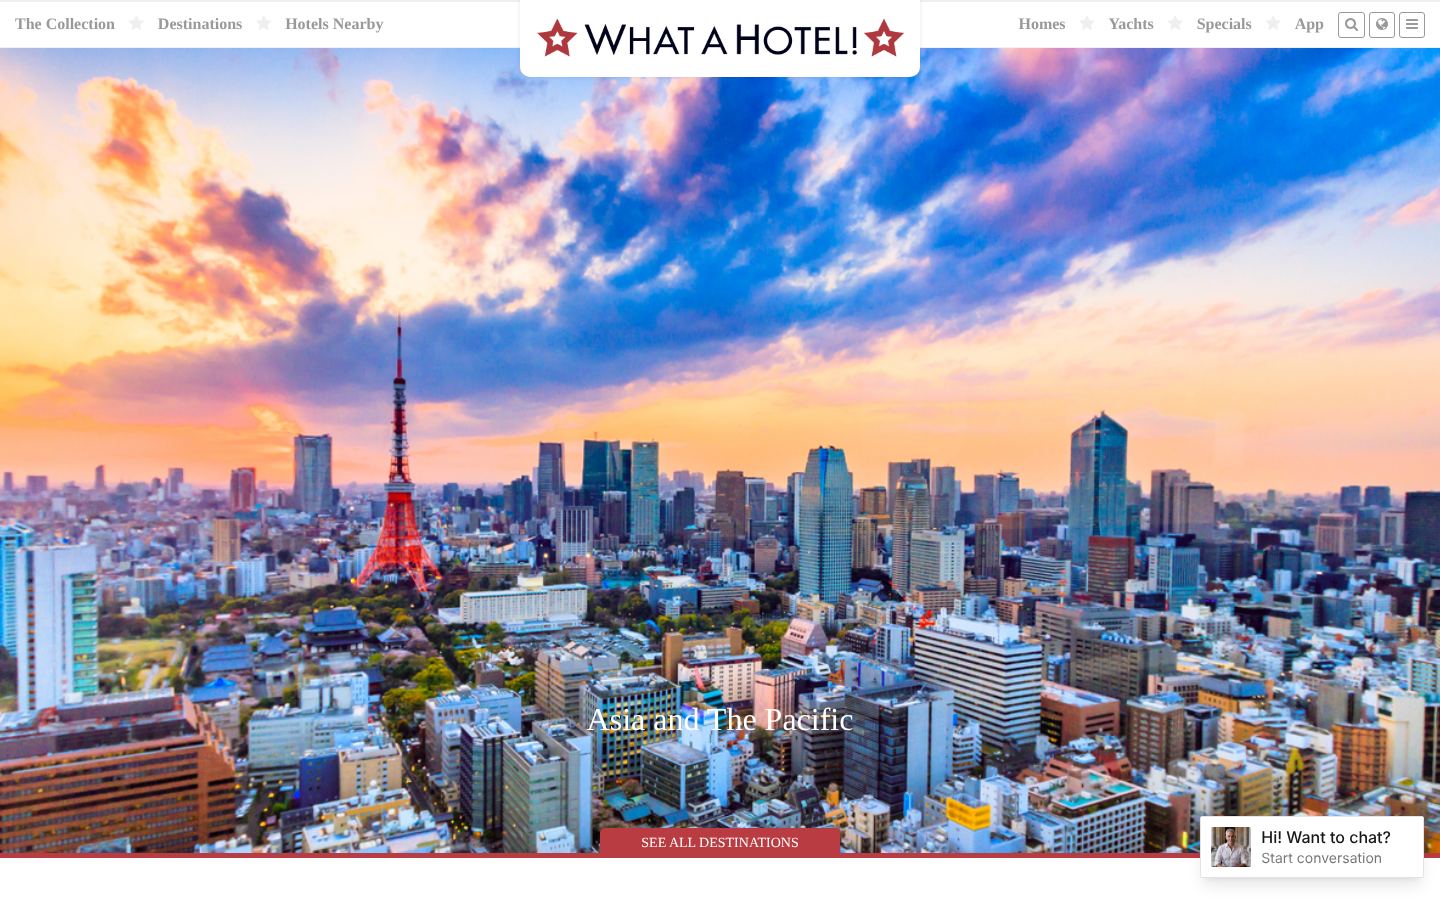 The Collection
Destinations
Hotels Nearby
WHAT A HOTEL!
Homes
Yachts
Specials
App
Asia and The Pacific
SEE ALL DESTINATIONS
Hi! Want to chat?
Start conversation